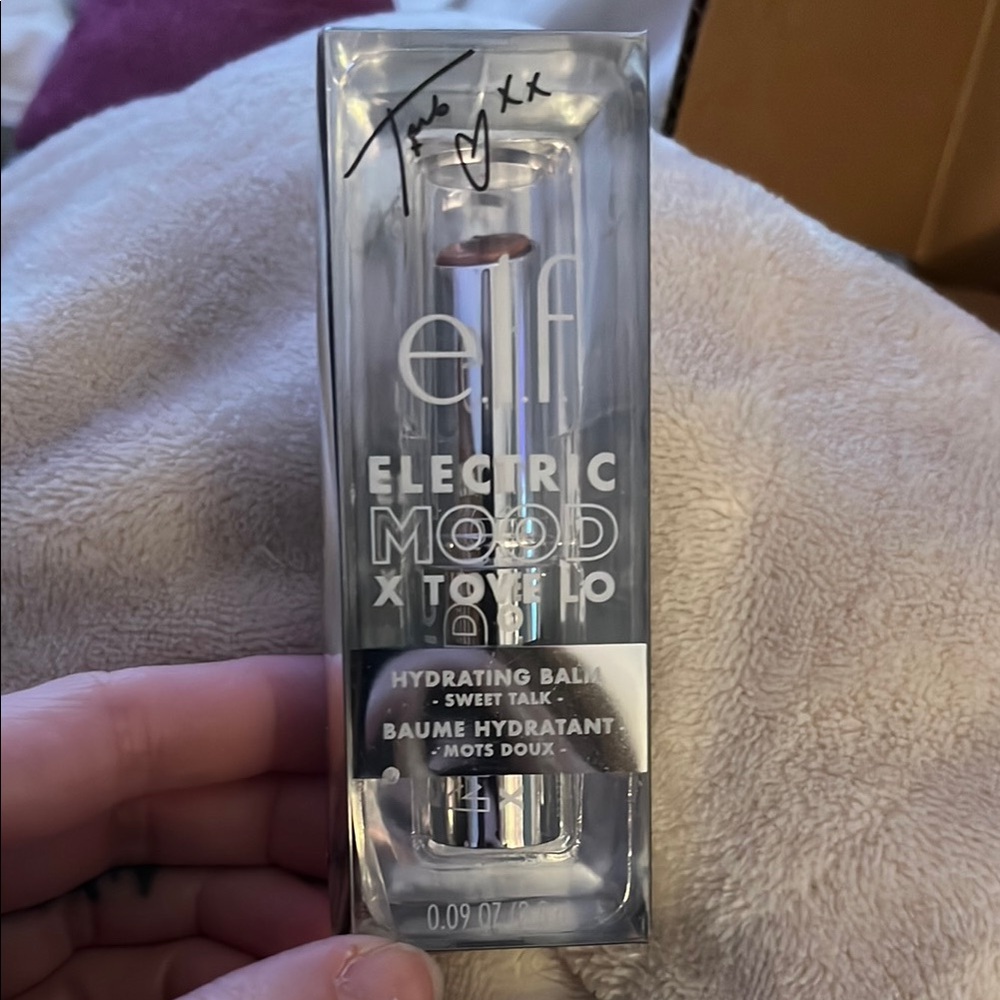 Tove ♡ xx
e.l.f.
ELECTRIC
MOOD
X TOVE LO
HYDRATING BALM
- SWEET TALK -
BAUME HYDRATANT
- MOTS DOUX -
0.09 OZ